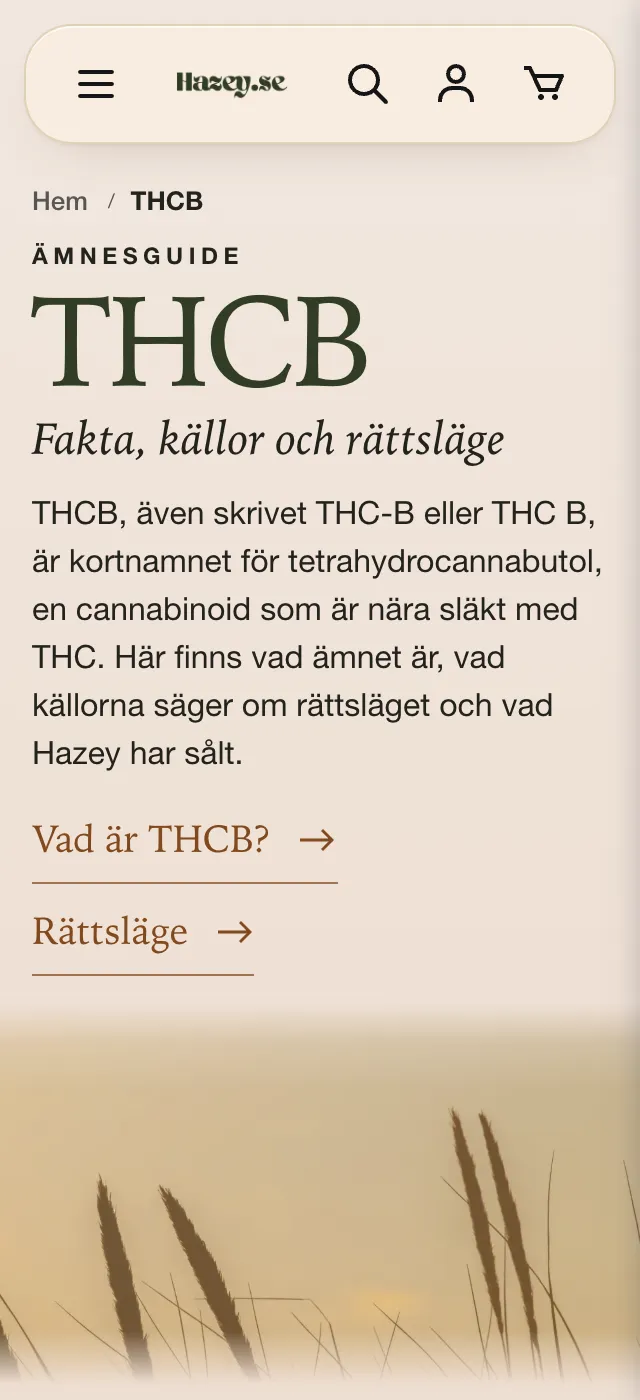 Hazey.se
Hem / THCB
ÄMNESGUIDE
THCB
Fakta, källor och rättsläge
THCB, även skrivet THC-B eller THC B,
är kortnamnet för tetrahydrocannabutol,
en cannabinoid som är nära släkt med
THC. Här finns vad ämnet är, vad
källorna säger om rättsläget och vad
Hazey har sålt.
Vad är THCB? →
Rättsläge →